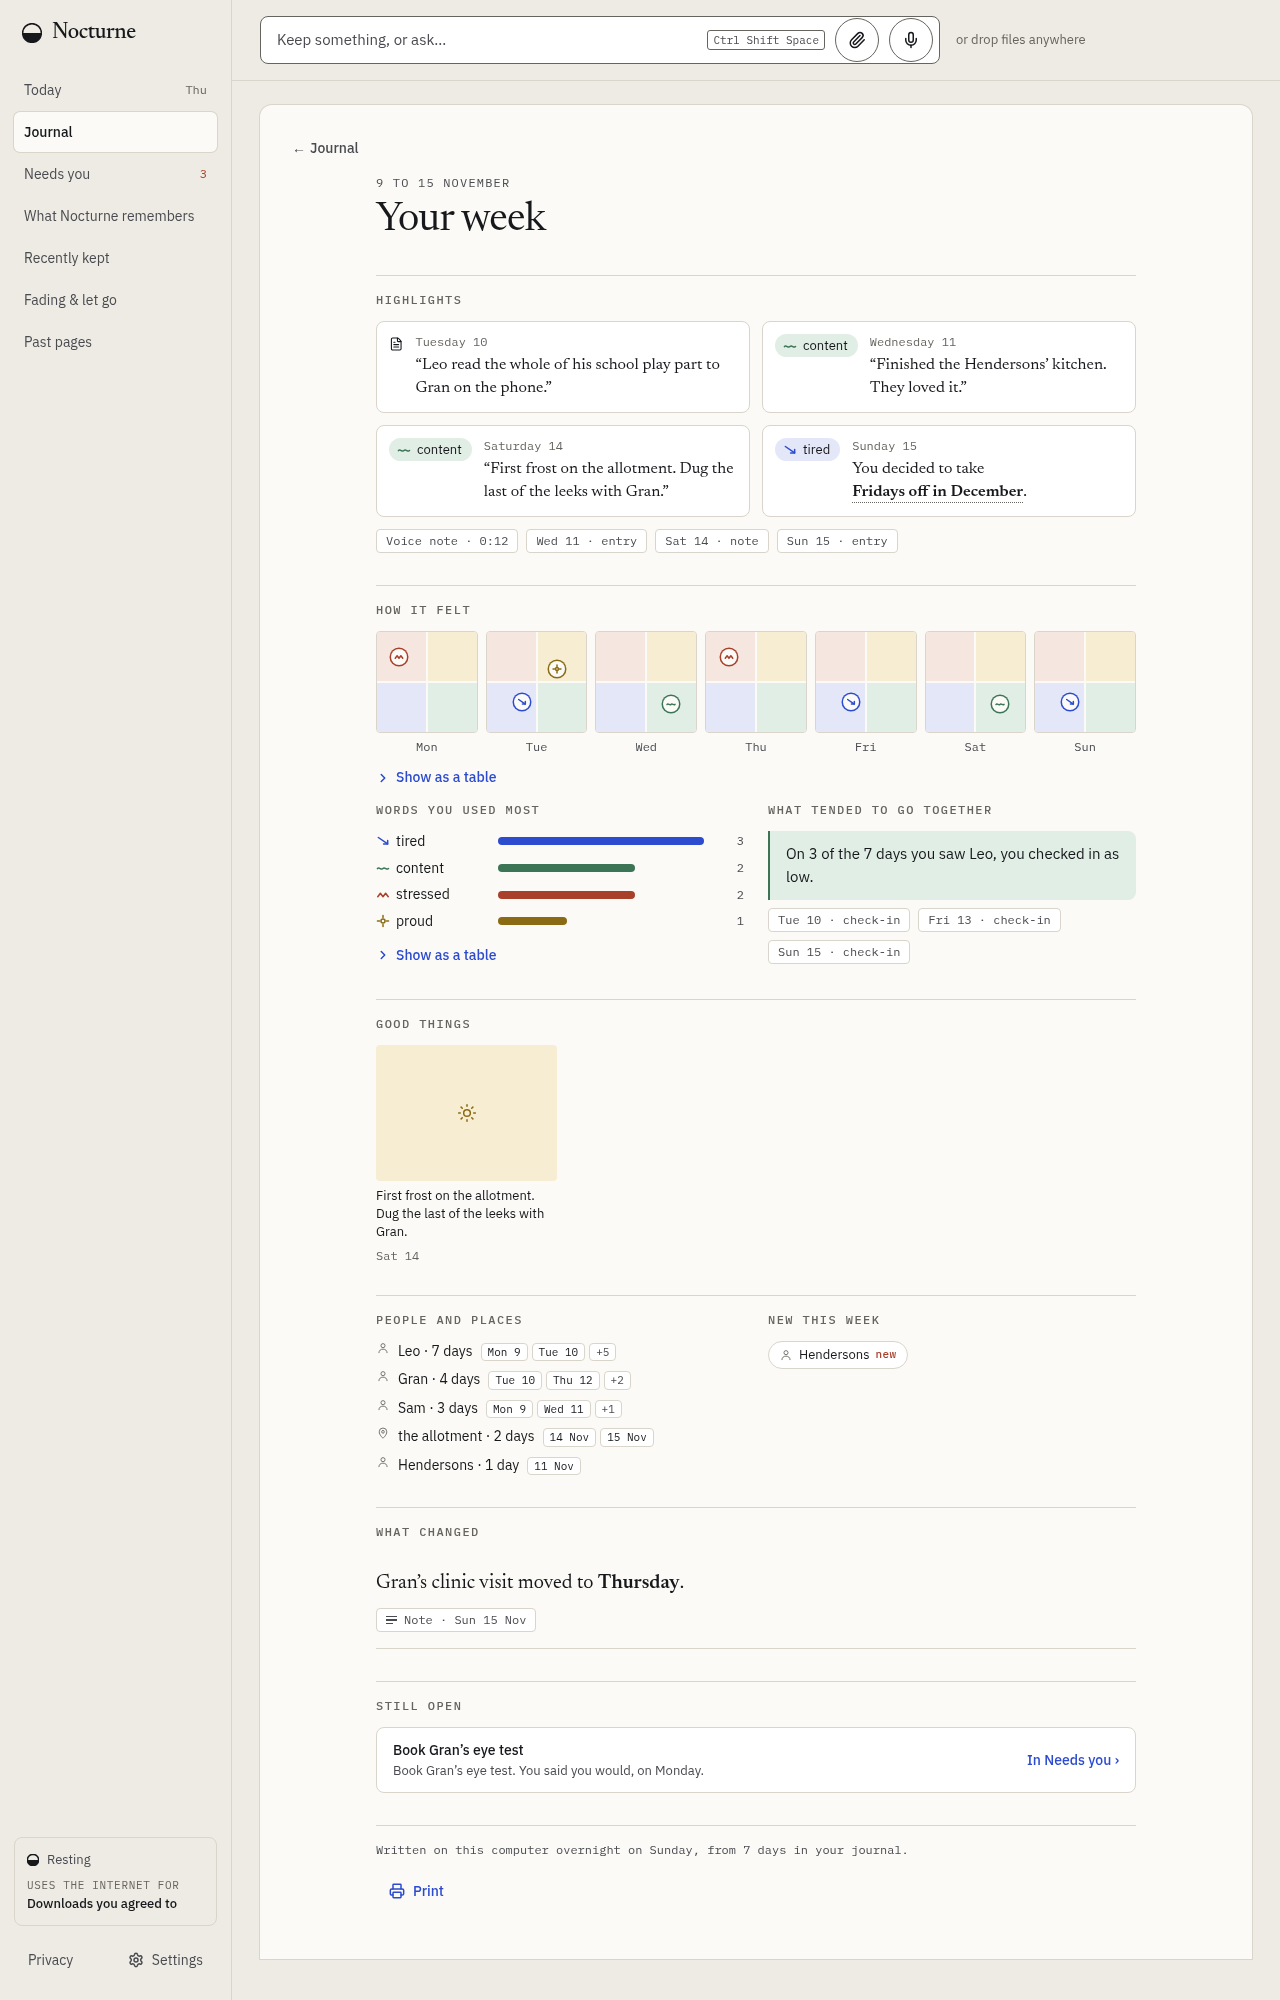 Nocturne
Keep something, or ask...
Ctrl Shift Space
or drop files anywhere
Today
Thu
Journal
Needs you
3
What Nocturne remembers
Recently kept
Fading & let go
Past pages
← Journal
9 TO 15 NOVEMBER
Your week
HIGHLIGHTS
Tuesday 10
“Leo read the whole of his school play part to
Gran on the phone.”
content
Wednesday 11
“Finished the Hendersons’ kitchen.
They loved it.”
content
Saturday 14
“First frost on the allotment. Dug the
last of the leeks with Gran.”
tired
Sunday 15
You decided to take
Fridays off in December.
Voice note · 0:12
Wed 11 · entry
Sat 14 · note
Sun 15 · entry
HOW IT FELT
Mon
Tue
Wed
Thu
Fri
Sat
Sun
Show as a table
WORDS YOU USED MOST
tired
3
content
2
stressed
2
proud
1
Show as a table
WHAT TENDED TO GO TOGETHER
On 3 of the 7 days you saw Leo, you checked in as
low.
Tue 10 · check-in
Fri 13 · check-in
Sun 15 · check-in
GOOD THINGS
First frost on the allotment.
Dug the last of the leeks with
Gran.
Sat 14
PEOPLE AND PLACES
Leo · 7 days
Mon 9
Tue 10
+5
Gran · 4 days
Tue 10
Thu 12
+2
Sam · 3 days
Mon 9
Wed 11
+1
the allotment · 2 days
14 Nov
15 Nov
Hendersons · 1 day
11 Nov
NEW THIS WEEK
Hendersons new
WHAT CHANGED
Gran’s clinic visit moved to Thursday.
Note · Sun 15 Nov
STILL OPEN
Book Gran’s eye test
Book Gran’s eye test. You said you would, on Monday.
In Needs you ›
Written on this computer overnight on Sunday, from 7 days in your journal.
Print
Resting
USES THE INTERNET FOR
Downloads you agreed to
Privacy
Settings